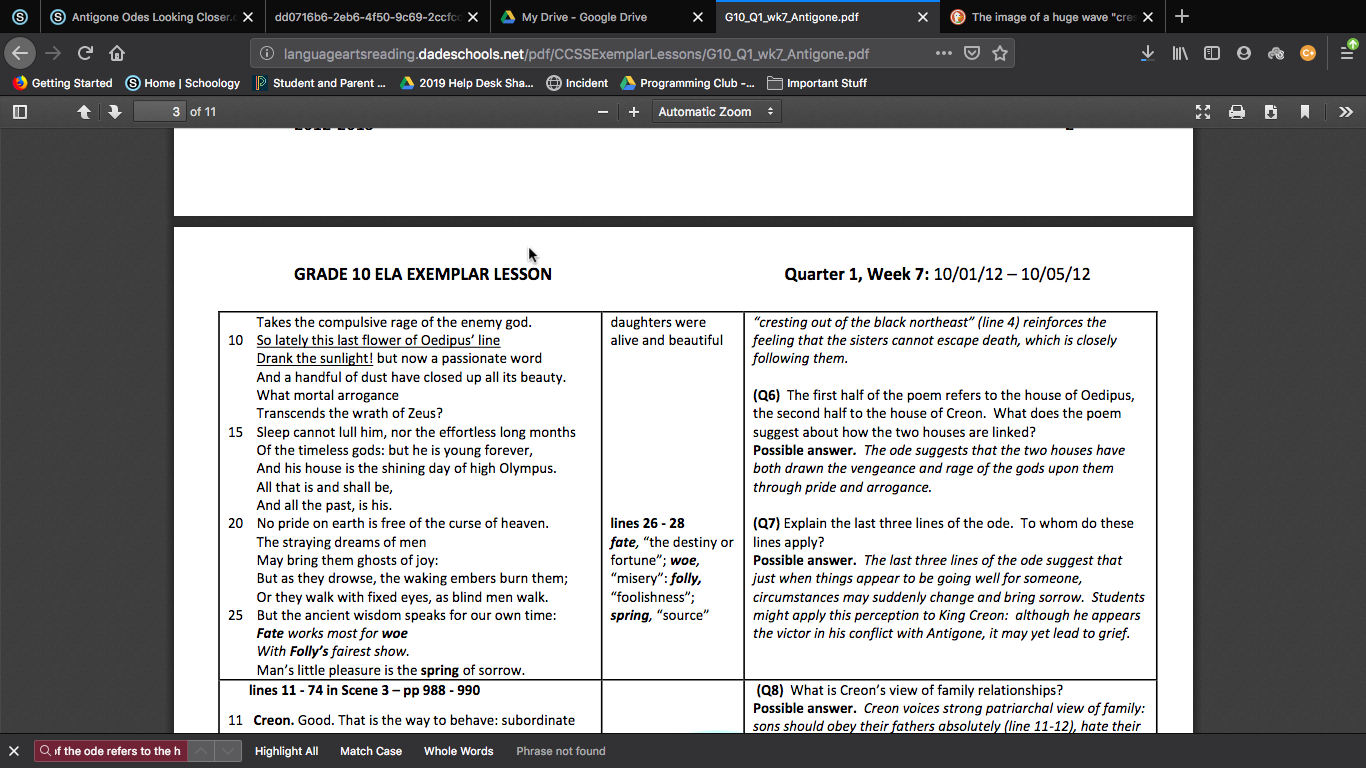 Antigone Odes Looking Closer.
dd0716b6-2eb6-4f50-9c69-2ccfc
My Drive - Google Drive
G10_Q1_wk7_Antigone.pdf
The image of a huge wave "cres
languageartsreading.dadeschools.net/pdf/CCSSExemplarLessons/G10_Q1_wk7_Antigone.pdf
Getting Started
Home | Schoology
Student and Parent ...
2019 Help Desk Sha...
Incident
Programming Club -...
Important Stuff
3 of 11
Automatic Zoom
GRADE 10 ELA EXEMPLAR LESSON
Quarter 1, Week 7: 10/01/12 – 10/05/12
Takes the compulsive rage of the enemy god.
10 So lately this last flower of Oedipus’ line
Drank the sunlight! but now a passionate word
And a handful of dust have closed up all its beauty.
What mortal arrogance
Transcends the wrath of Zeus?
15 Sleep cannot lull him, nor the effortless long months
Of the timeless gods: but he is young forever,
And his house is the shining day of high Olympus.
All that is and shall be,
And all the past, is his.
20 No pride on earth is free of the curse of heaven.
The straying dreams of men
May bring them ghosts of joy:
But as they drowse, the waking embers burn them;
Or they walk with fixed eyes, as blind men walk.
25 But the ancient wisdom speaks for our own time:
Fate works most for woe
With Folly’s fairest show.
Man’s little pleasure is the spring of sorrow.
daughters were
alive and beautiful
lines 26 - 28
fate, “the destiny or
fortune”; woe,
“misery”: folly,
“foolishness”;
spring, “source”
“cresting out of the black northeast” (line 4) reinforces the
feeling that the sisters cannot escape death, which is closely
following them.
(Q6) The first half of the poem refers to the house of Oedipus,
the second half to the house of Creon. What does the poem
suggest about how the two houses are linked?
Possible answer. The ode suggests that the two houses have
both drawn the vengeance and rage of the gods upon them
through pride and arrogance.
(Q7) Explain the last three lines of the ode. To whom do these
lines apply?
Possible answer. The last three lines of the ode suggest that
just when things appear to be going well for someone,
circumstances may suddenly change and bring sorrow. Students
might apply this perception to King Creon: although he appears
the victor in his conflict with Antigone, it may yet lead to grief.
lines 11 - 74 in Scene 3 – pp 988 - 990
11 Creon. Good. That is the way to behave: subordinate
(Q8) What is Creon’s view of family relationships?
Possible answer. Creon voices strong patriarchal view of family:
sons should obey their fathers absolutely (line 11-12), hate their
of the ode refers to the h
Highlight All
Match Case
Whole Words
Phrase not found